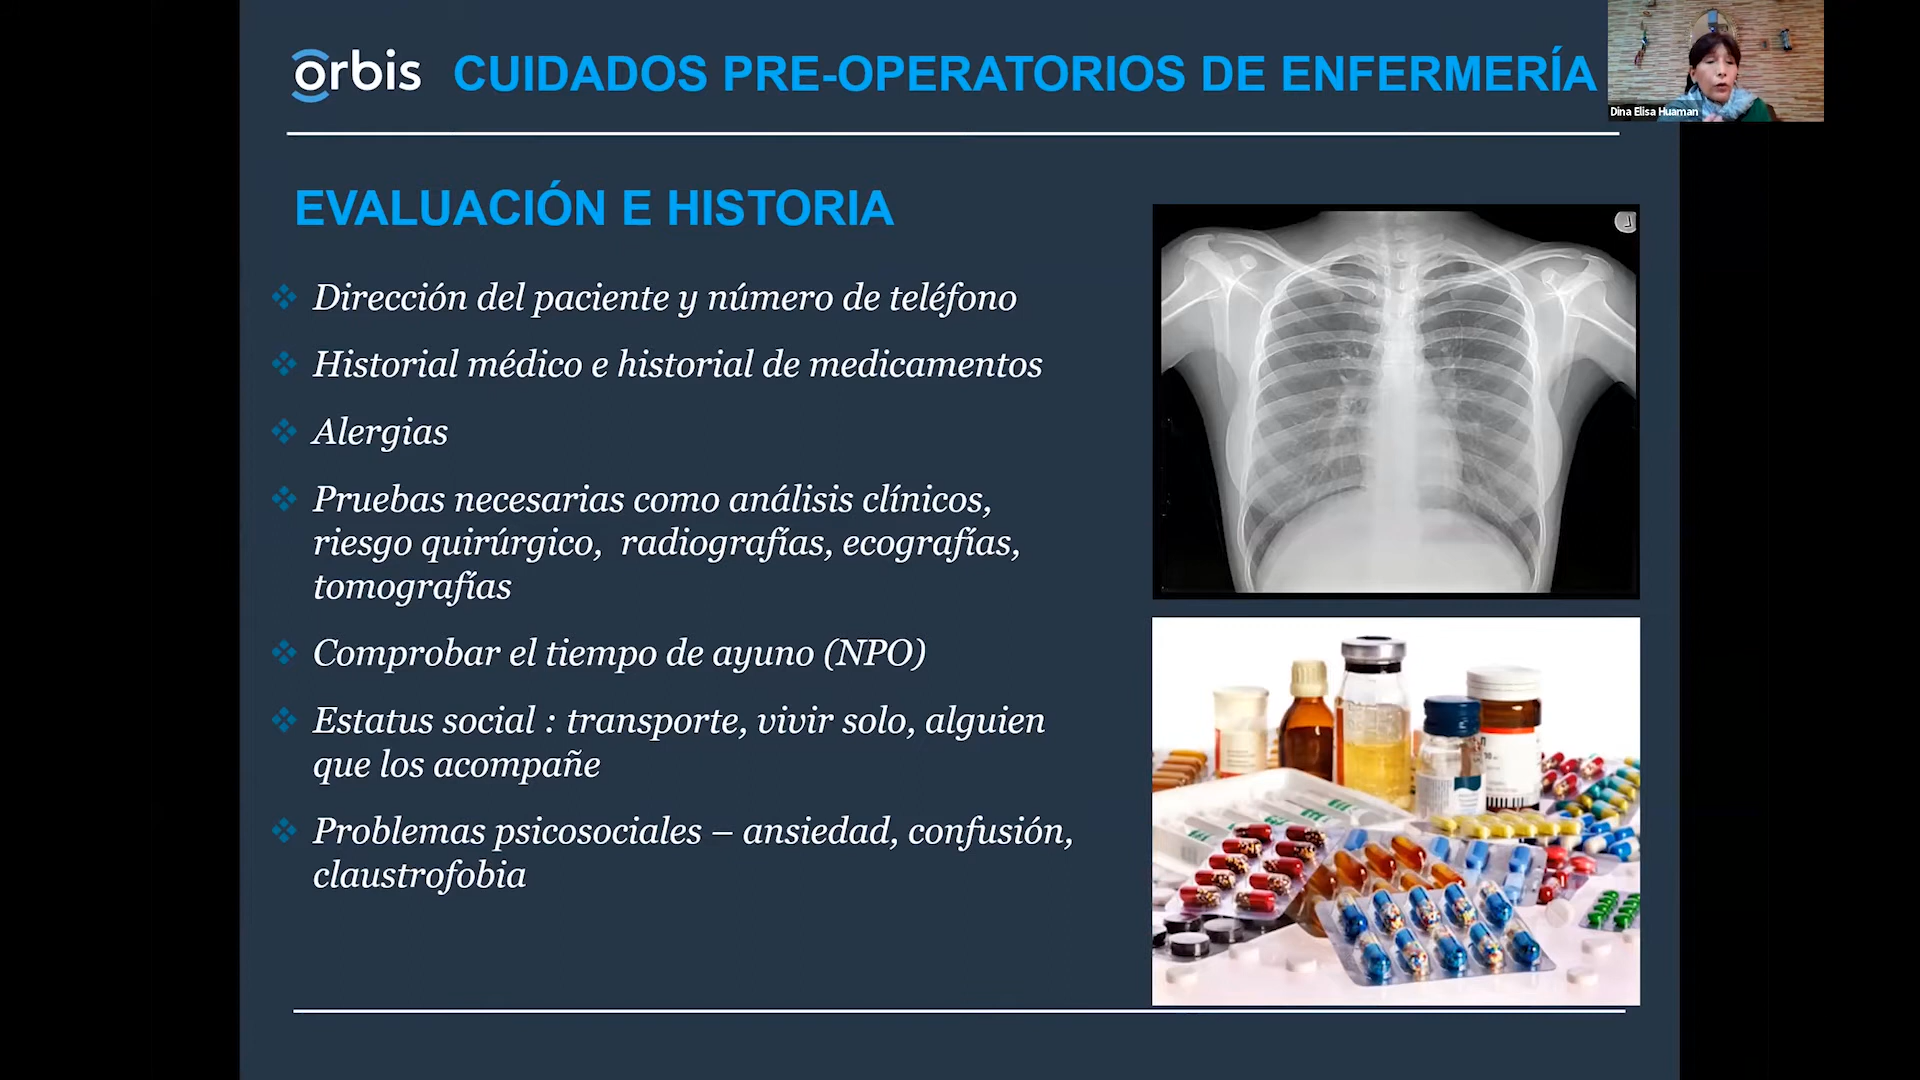 orbis CUIDADOS PRE-OPERATORIOS DE ENFERMERÍA
Dina Elisa Huaman
EVALUACIÓN E HISTORIA
L
Dirección del paciente y número de teléfono
Historial médico e historial de medicamentos
Alergias
Pruebas necesarias como análisis clínicos,
riesgo quirúrgico, radiografías, ecografías,
tomografías
Comprobar el tiempo de ayuno (NPO)
Estatus social : transporte, vivir solo, alguien
que los acompañe
Problemas psicosociales – ansiedad, confusión,
claustrofobia